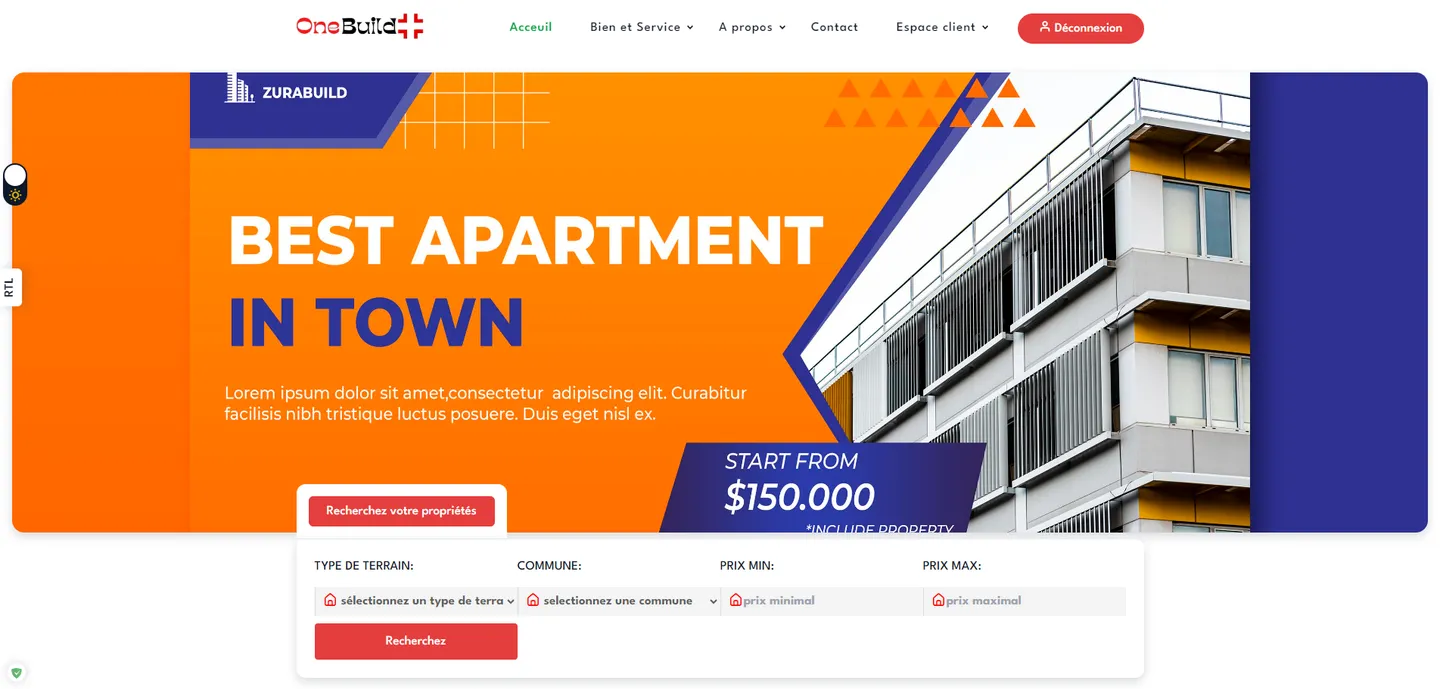 OneBuild
Acceuil
Bien et Service
A propos
Contact
Espace client
Déconnexion
ZURABUILD
BEST APARTMENT
IN TOWN
Lorem ipsum dolor sit amet,consectetur adipiscing elit. Curabitur
facilisis nibh tristique luctus posuere. Duis eget nisl ex.
START FROM
$150.000
*INCLUDE PROPERTY
RTL
Recherchez votre propriétés
TYPE DE TERRAIN:
COMMUNE:
PRIX MIN:
PRIX MAX:
sélectionnez un type de terra
selectionnez une commune
prix minimal
prix maximal
Recherchez